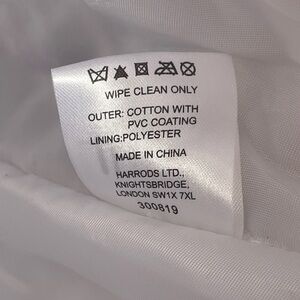 WIPE CLEAN ONLY
OUTER: COTTON WITH
PVC COATING
LINING:POLYESTER
MADE IN CHINA
HARRODS LTD.,
KNIGHTSBRIDGE,
LONDON SW1X 7XL
300819